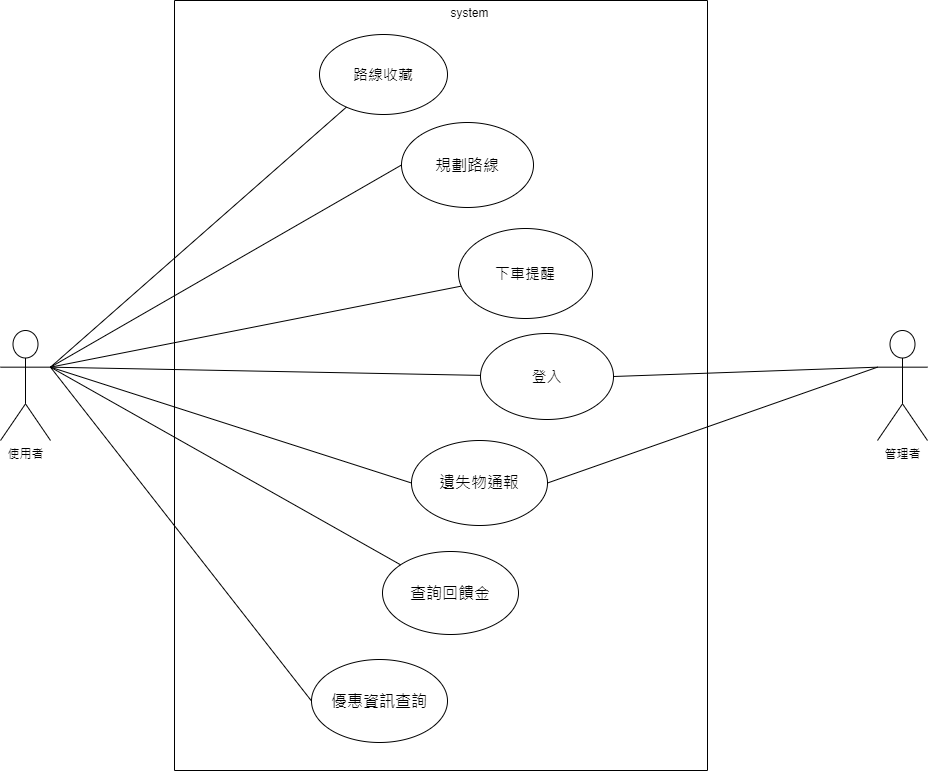 system
路線收藏
規劃路線
下車提醒
登入
使用者
管理者
遺失物通報
查詢回饋金
優惠資訊查詢